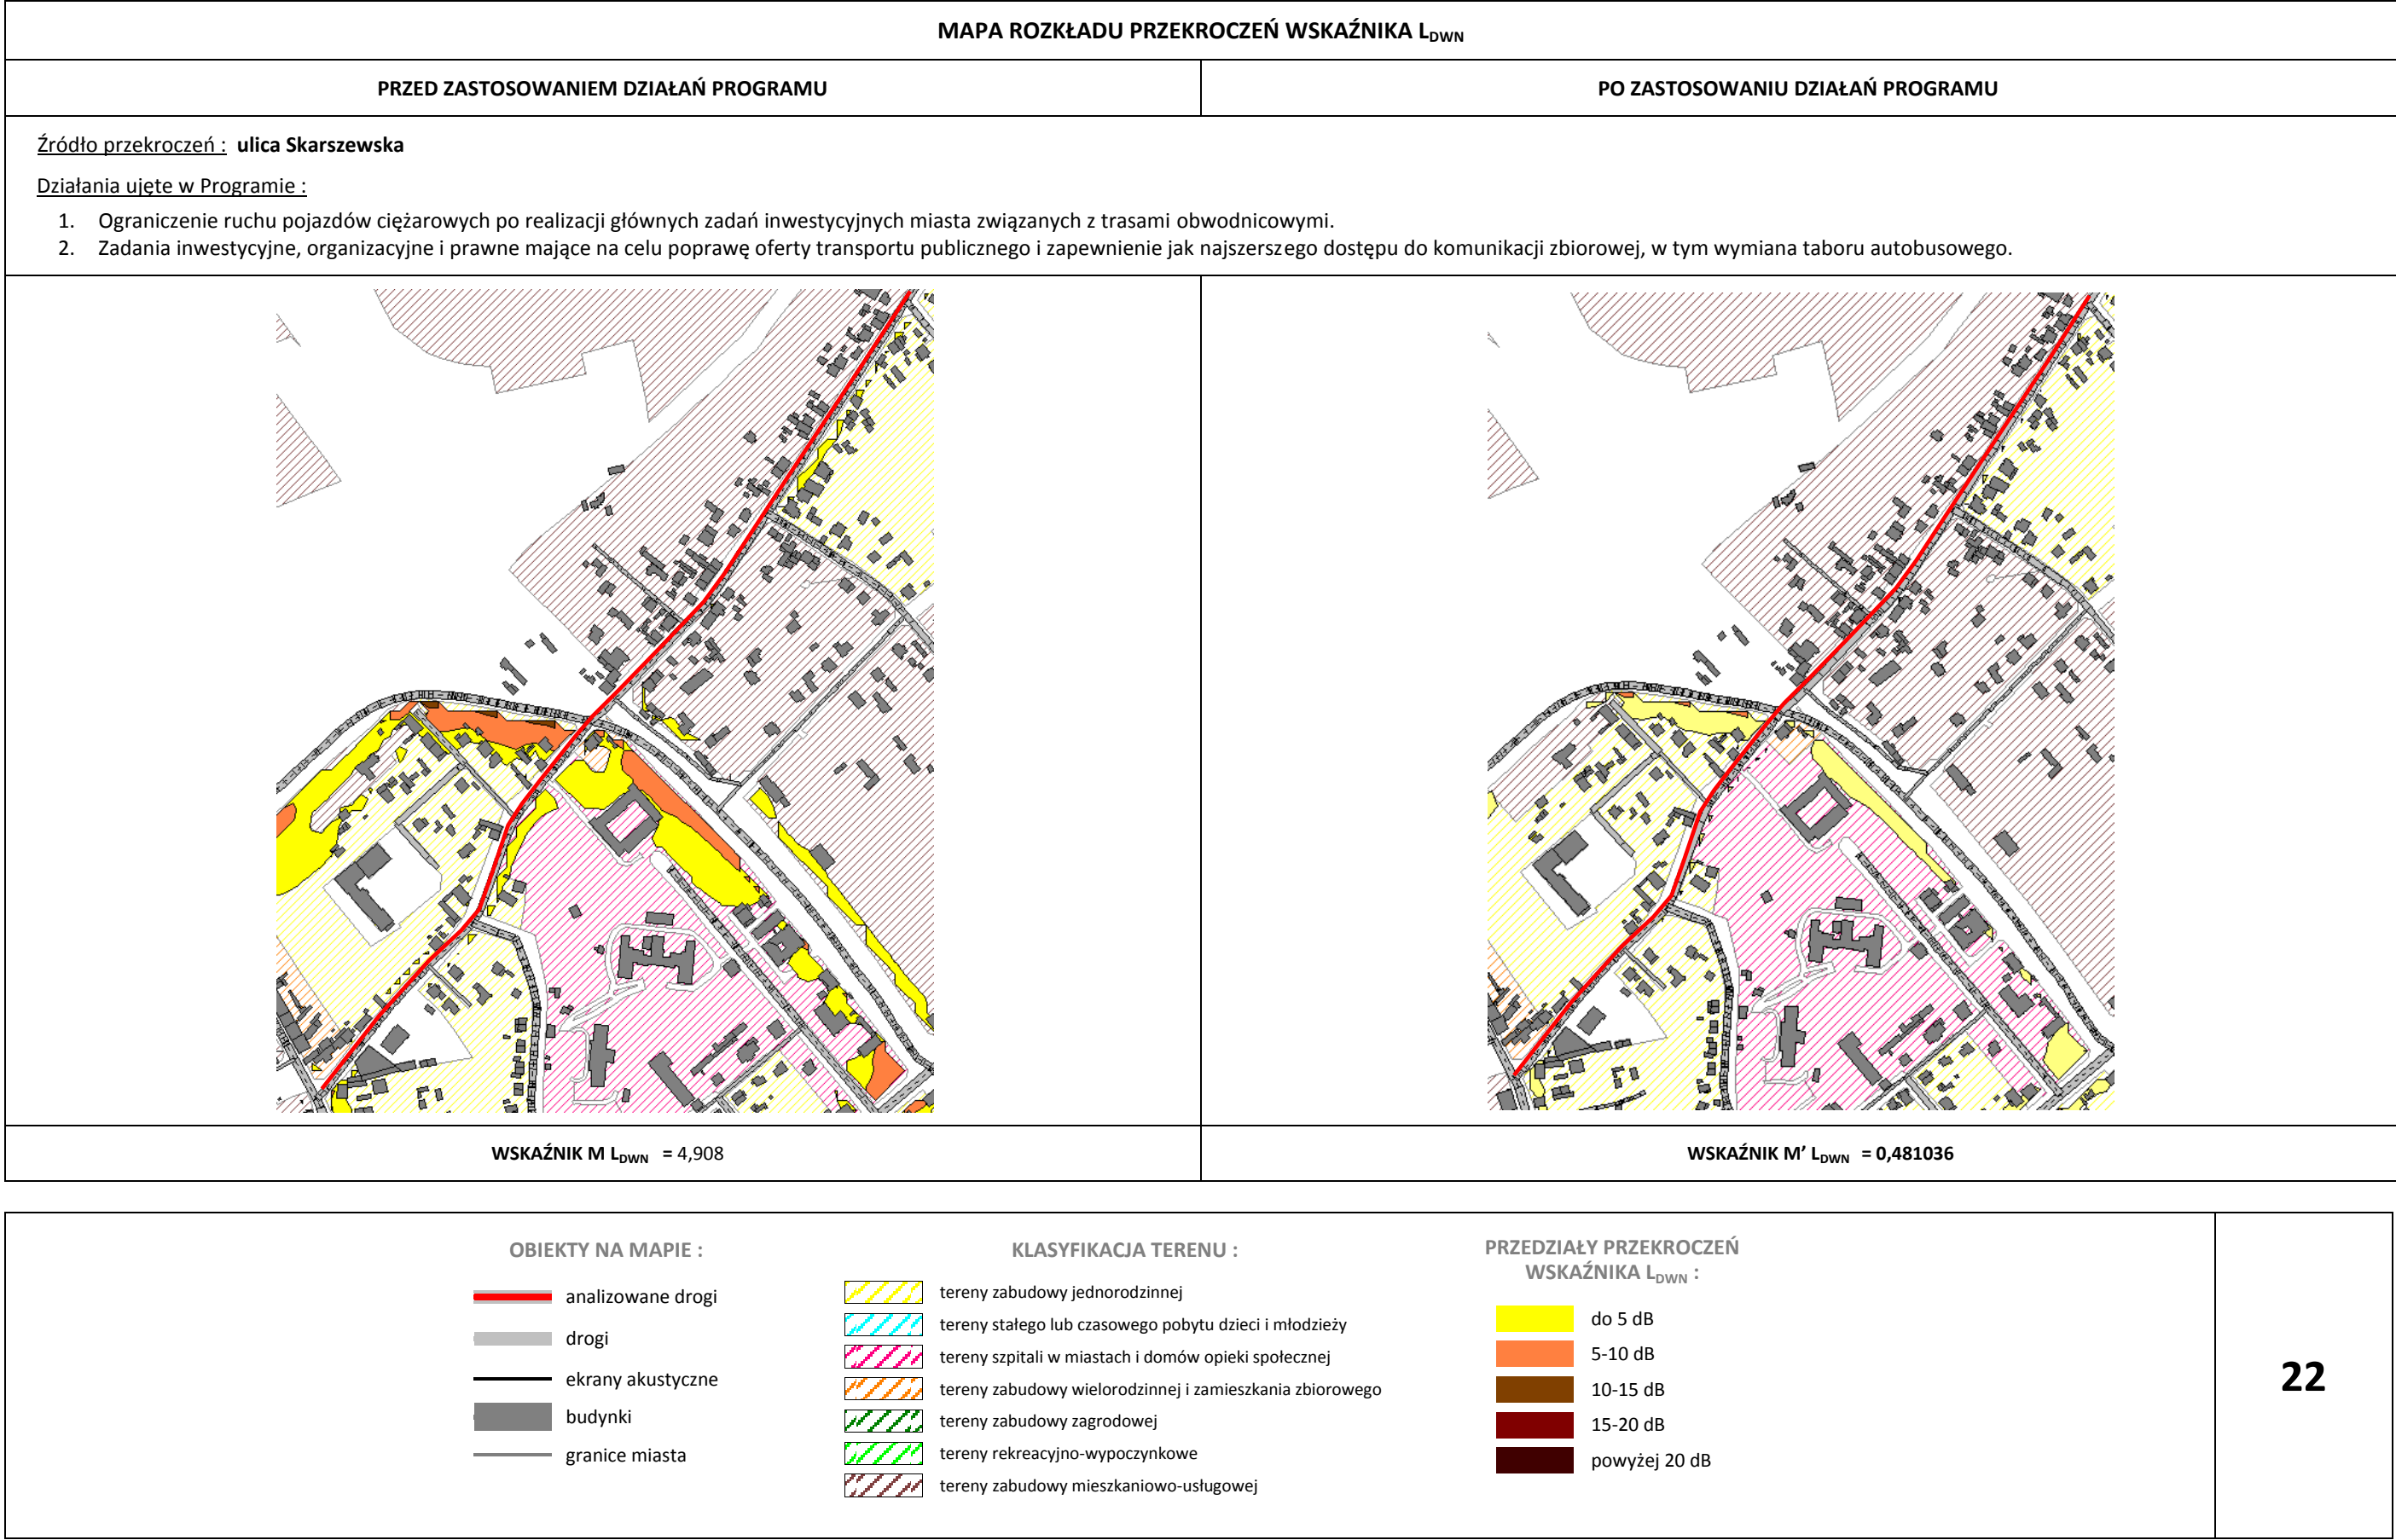 MAPA ROZKŁADU PRZEKROCZEŃ WSKAŹNIKA L_DWN
PRZED ZASTOSOWANIEM DZIAŁAŃ PROGRAMU
PO ZASTOSOWANIU DZIAŁAŃ PROGRAMU
Źródło przekroczeń : ulica Skarszewska
Działania ujęte w Programie :
1. Ograniczenie ruchu pojazdów ciężarowych po realizacji głównych zadań inwestycyjnych miasta związanych z trasami obwodnicowymi.
2. Zadania inwestycyjne, organizacyjne i prawne mające na celu poprawę oferty transportu publicznego i zapewnienie jak najszerszego dostępu do komunikacji zbiorowej, w tym wymiana taboru autobusowego.
WSKAŹNIK M L_DWN = 4,908
WSKAŹNIK M’ L_DWN = 0,481036
OBIEKTY NA MAPIE :
analizowane drogi
drogi
ekrany akustyczne
budynki
granice miasta
KLASYFIKACJA TERENU :
tereny zabudowy jednorodzinnej
tereny stałego lub czasowego pobytu dzieci i młodzieży
tereny szpitali w miastach i domów opieki społecznej
tereny zabudowy wielorodzinnej i zamieszkania zbiorowego
tereny zabudowy zagrodowej
tereny rekreacyjno-wypoczynkowe
tereny zabudowy mieszkaniowo-usługowej
PRZEDZIAŁY PRZEKROCZEŃ
WSKAŹNIKA L_DWN :
do 5 dB
5-10 dB
10-15 dB
15-20 dB
powyżej 20 dB
22